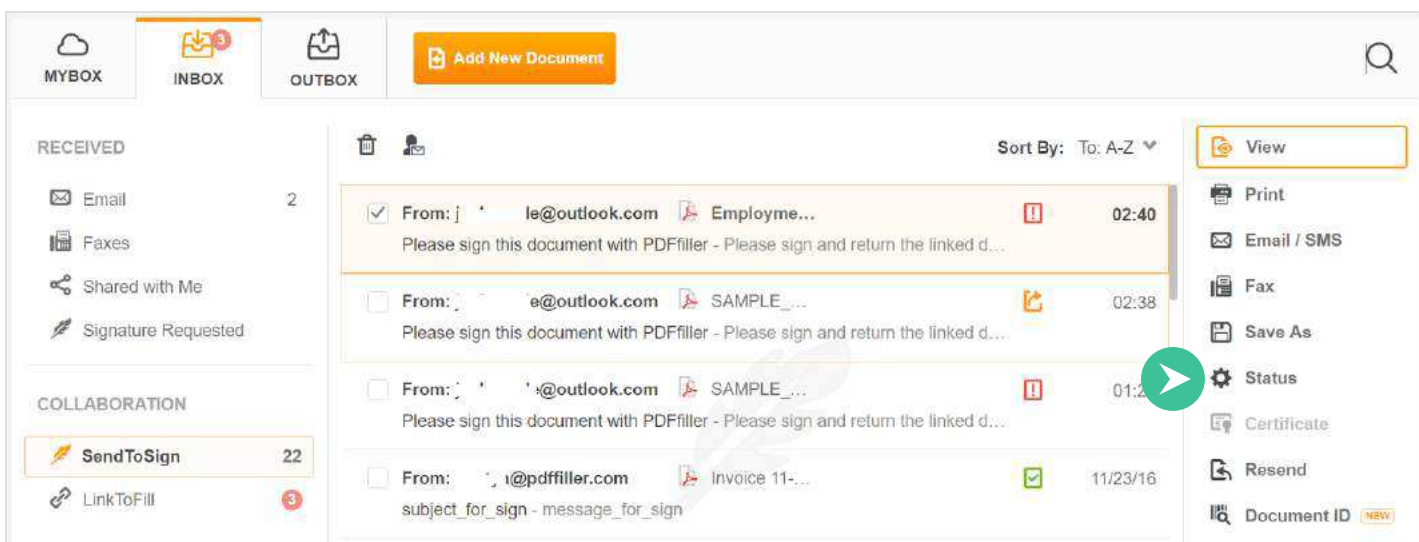 3
MYBOX INBOX OUTBOX Add New Document
RECEIVED
Email 2
Faxes
Shared with Me
Signature Requested
COLLABORATION
SendToSign 22
LinkToFill 3
Sort By: To: A-Z
From: le@outlook.com Employme... 02:40
Please sign this document with PDFfiller - Please sign and return the linked d...
From: e@outlook.com SAMPLE_... 02:38
Please sign this document with PDFfiller - Please sign and return the linked d...
From: @outlook.com SAMPLE_...
Please sign this document with PDFfiller - Please sign and return the linked d...
From: @pdffiller.com Invoice 11-... 11/23/16
subject_for_sign - message_for_sign
View
Print
Email / SMS
Fax
Save As
Status
Certificate
Resend
Document ID NEW